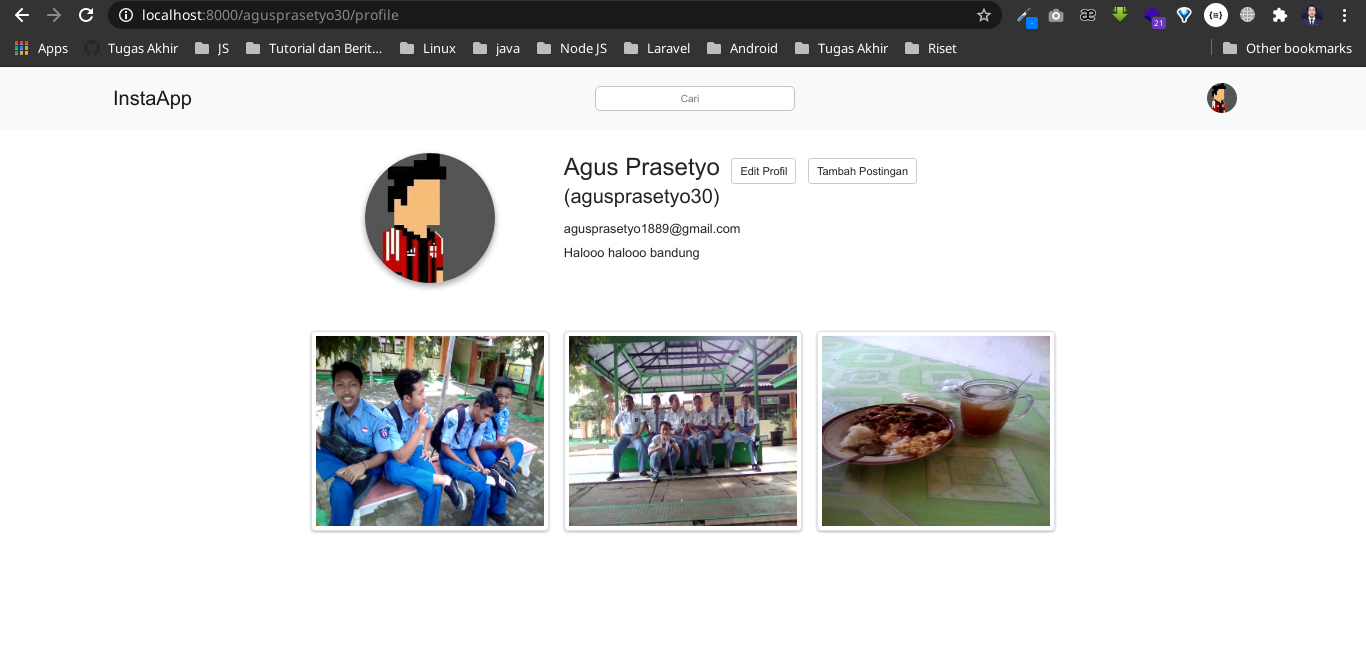 localhost:8000/agusprasetyo30/profile
21
Apps Tugas Akhir JS Tutorial dan Berit... Linux java Node JS Laravel Android Tugas Akhir Riset Other bookmarks
InstaApp Cari
Agus Prasetyo Edit Profil Tambah Postingan
(agusprasetyo30)
agusprasetyo1889@gmail.com
Halooo halooo bandung